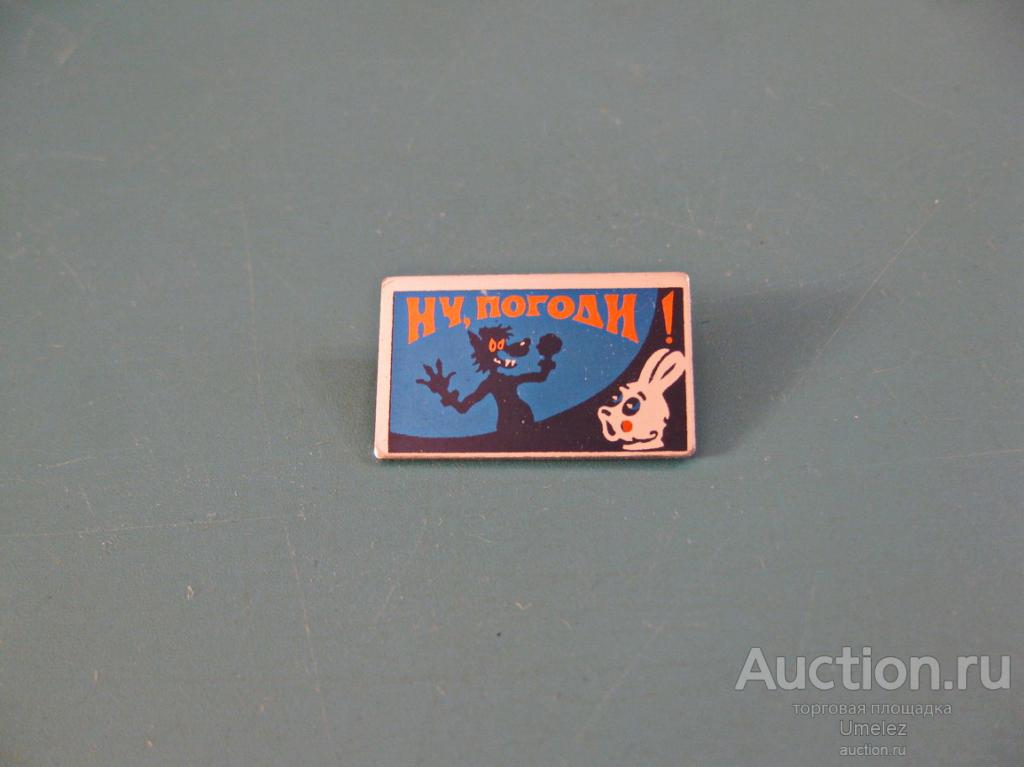 НУ, ПОГОДИ !
Auction.ru
торговая площадка
Umelez
auction.ru